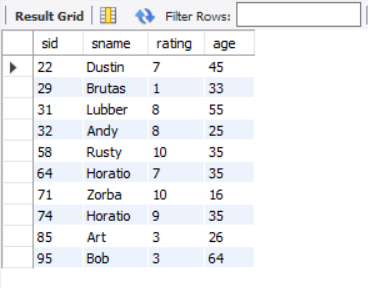 Result Grid Filter Rows:
sid sname rating age
22 Dustin 7 45
29 Brutas 1 33
31 Lubber 8 55
32 Andy 8 25
58 Rusty 10 35
64 Horatio 7 35
71 Zorba 10 16
74 Horatio 9 35
85 Art 3 26
95 Bob 3 64